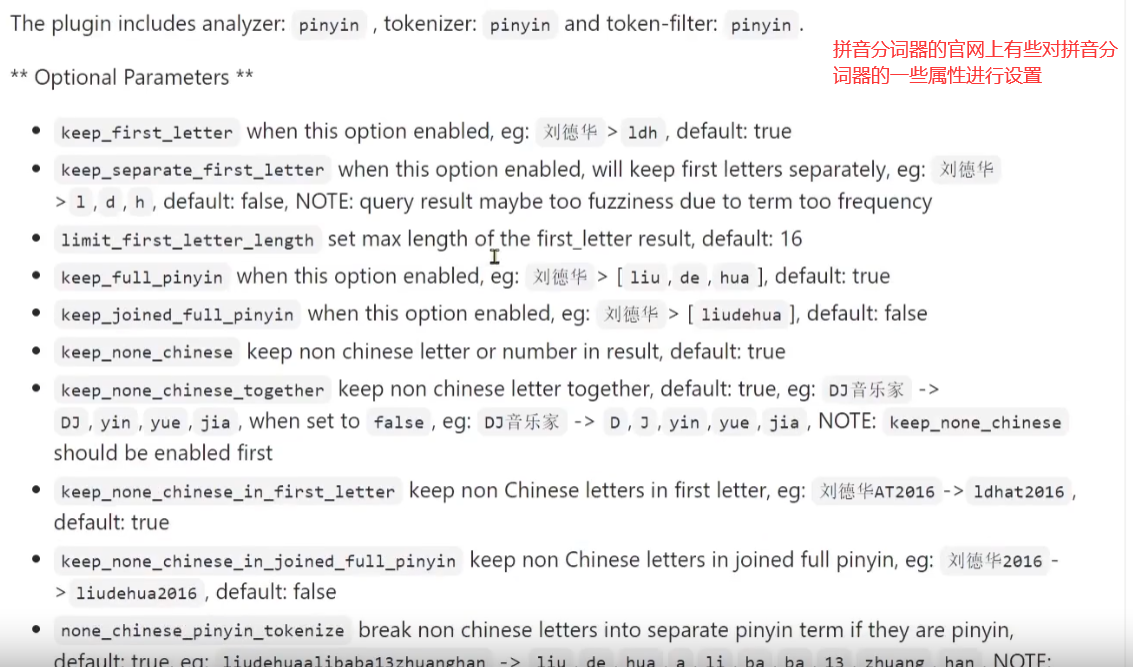 The plugin includes analyzer: pinyin , tokenizer: pinyin and token-filter: pinyin .
拼音分词器的官网上有些对拼音分
词器的一些属性进行设置
** Optional Parameters **
• keep_first_letter when this option enabled, eg: 刘德华 > ldh , default: true
• keep_separate_first_letter when this option enabled, will keep first letters separately, eg: 刘德华
> l , d , h , default: false, NOTE: query result maybe too fuzziness due to term too frequency
• limit_first_letter_length set max length of the first_letter result, default: 16
• keep_full_pinyin when this option enabled, eg: 刘德华 > [ liu , de , hua ], default: true
• keep_joined_full_pinyin when this option enabled, eg: 刘德华 > [ liudehua ], default: false
• keep_none_chinese keep non chinese letter or number in result, default: true
• keep_none_chinese_together keep non chinese letter together, default: true, eg: DJ音乐家 ->
DJ , yin , yue , jia , when set to false , eg: DJ音乐家 -> D , J , yin , yue , jia , NOTE: keep_none_chinese
should be enabled first
• keep_none_chinese_in_first_letter keep non Chinese letters in first letter, eg: 刘德华AT2016 -> ldhat2016 ,
default: true
• keep_none_chinese_in_joined_full_pinyin keep non Chinese letters in joined full pinyin, eg: 刘德华2016 -
> liudehua2016 , default: false
• none_chinese_pinyin_tokenize break non chinese letters into separate pinyin term if they are pinyin,
default: true, eg: liudehuaalibaba13zhuanghan -> liu , de , hua , a , li , ba , ba , 13 , zhuang , han , NOTE: